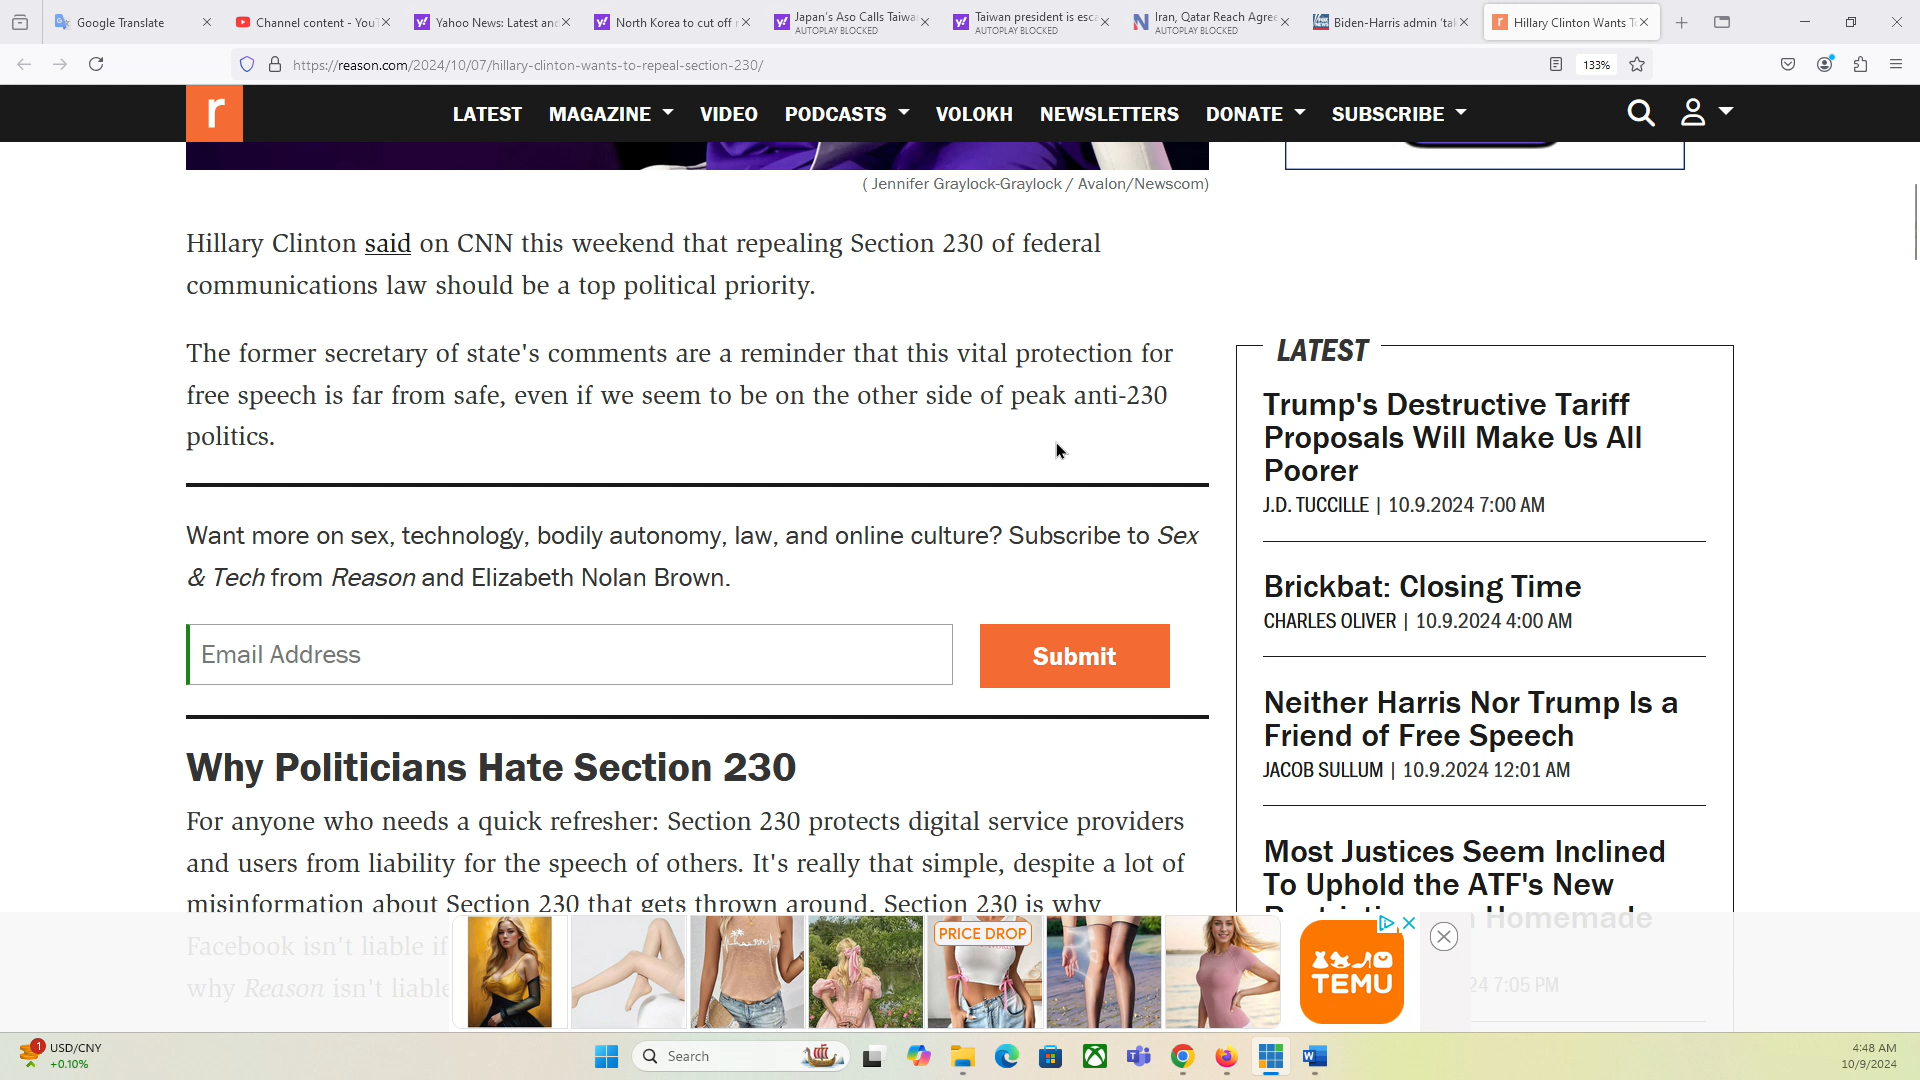 Google Translate
Channel content - YouT
Yahoo News: Latest and
North Korea to cut off r
Japan's Aso Calls Taiwan
AUTOPLAY BLOCKED
Taiwan president is esca
AUTOPLAY BLOCKED
Iran, Qatar Reach Agree
AUTOPLAY BLOCKED
Biden-Harris admin 'tal
Hillary Clinton Wants To
https://reason.com/2024/10/07/hillary-clinton-wants-to-repeal-section-230/
133%
r
LATEST MAGAZINE VIDEO PODCASTS VOLOKH NEWSLETTERS DONATE SUBSCRIBE
( Jennifer Graylock-Graylock / Avalon/Newscom)
Hillary Clinton said on CNN this weekend that repealing Section 230 of federal
communications law should be a top political priority.
The former secretary of state's comments are a reminder that this vital protection for
free speech is far from safe, even if we seem to be on the other side of peak anti-230
politics.
Want more on sex, technology, bodily autonomy, law, and online culture? Subscribe to Sex
& Tech from Reason and Elizabeth Nolan Brown.
Email Address
Submit
Why Politicians Hate Section 230
For anyone who needs a quick refresher: Section 230 protects digital service providers
and users from liability for the speech of others. It's really that simple, despite a lot of
misinformation about Section 230 that gets thrown around. Section 230 is why
Facebook isn't liable if
why Reason isn't liable
LATEST
Trump's Destructive Tariff
Proposals Will Make Us All
Poorer
J.D. TUCCILLE | 10.9.2024 7:00 AM
Brickbat: Closing Time
CHARLES OLIVER | 10.9.2024 4:00 AM
Neither Harris Nor Trump Is a
Friend of Free Speech
JACOB SULLUM | 10.9.2024 12:01 AM
Most Justices Seem Inclined
To Uphold the ATF's New
Homemade
24 7:05 PM
PRICE DROP
TEMU
1
USD/CNY
+0.10%
Search
4:48 AM
10/9/2024